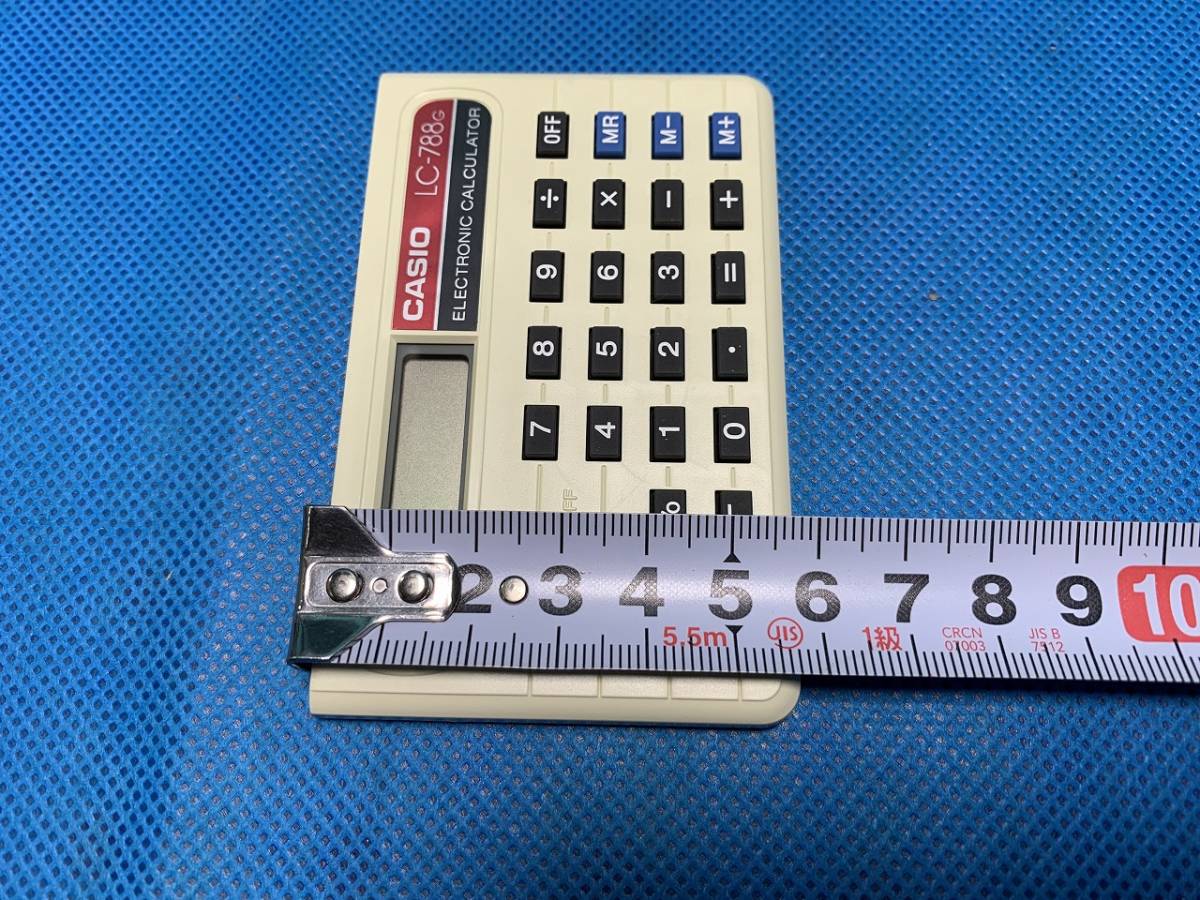 CASIO LC-788G
ELECTRONIC CALCULATOR
OFF MR M− M+
÷ × − +
9 6 3 =
8 5 2 ·
7 4 1 0
2 3 4 5 6 7 8 9 10
5.5m JIS 1級 CRCN 07003 JIS B 7512